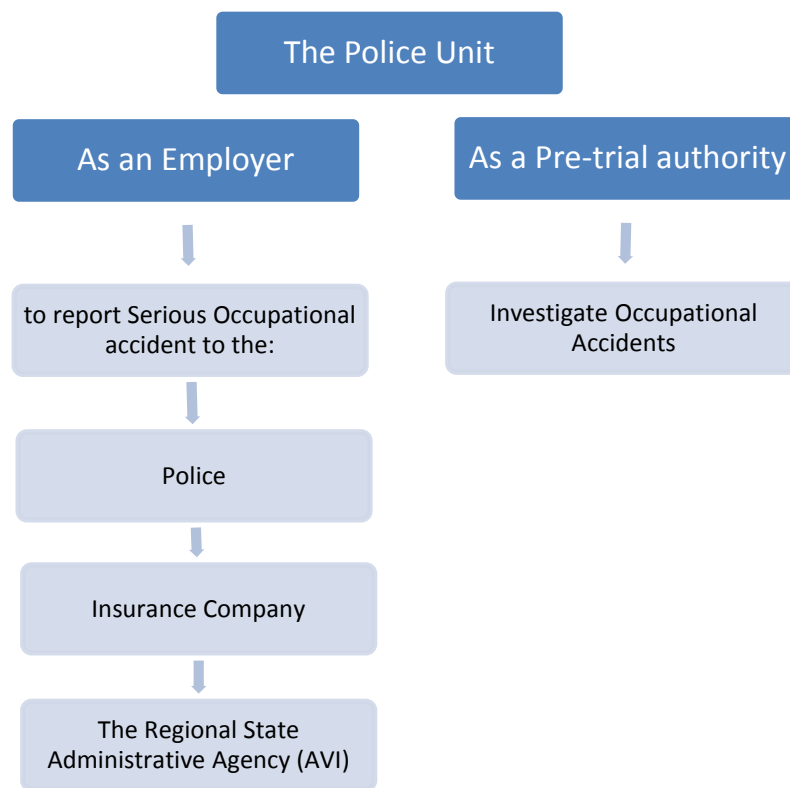 The Police Unit
As an Employer
As a Pre-trial authority
to report Serious Occupational
accident to the:
Investigate Occupational
Accidents
Police
Insurance Company
The Regional State
Administrative Agency (AVI)